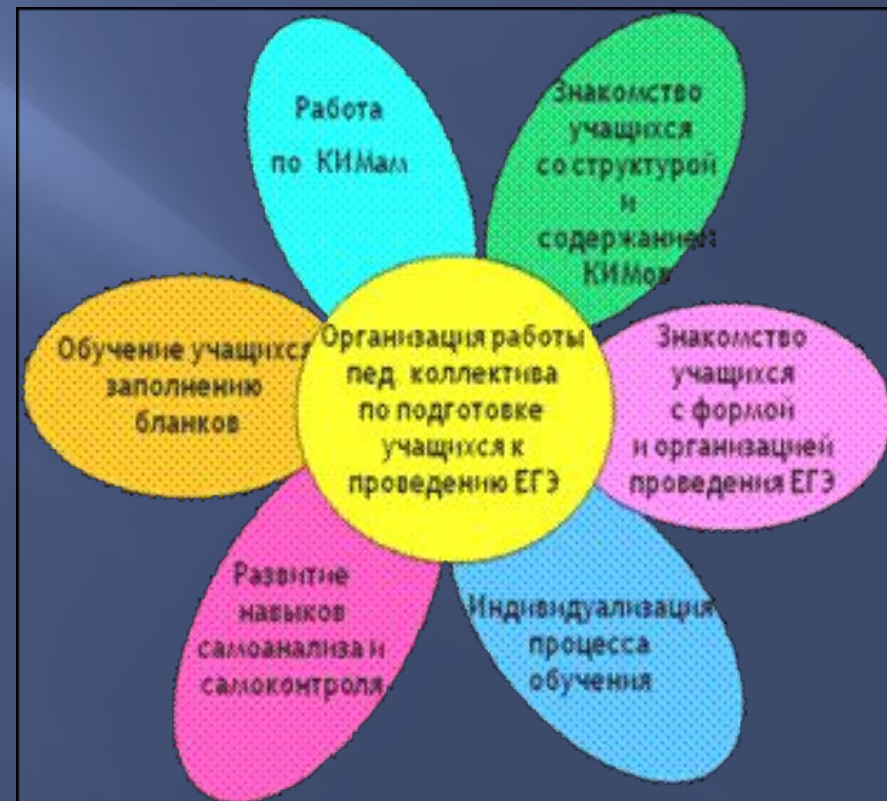 Работа
по КИМам
Знакомство
учащихся
со структурой
и
содержанием
КИМов
Обучение учащихся
заполнению
бланков
Организация работы
пед коллектива
по подготовке
учащихся к
проведению ЕГЭ
Знакомство
учащихся
с формой
и организацией
проведения ЕГЭ
Развитие
навыков
самоанализа и
самоконтроля
Индивидуализация
процесса
обучения